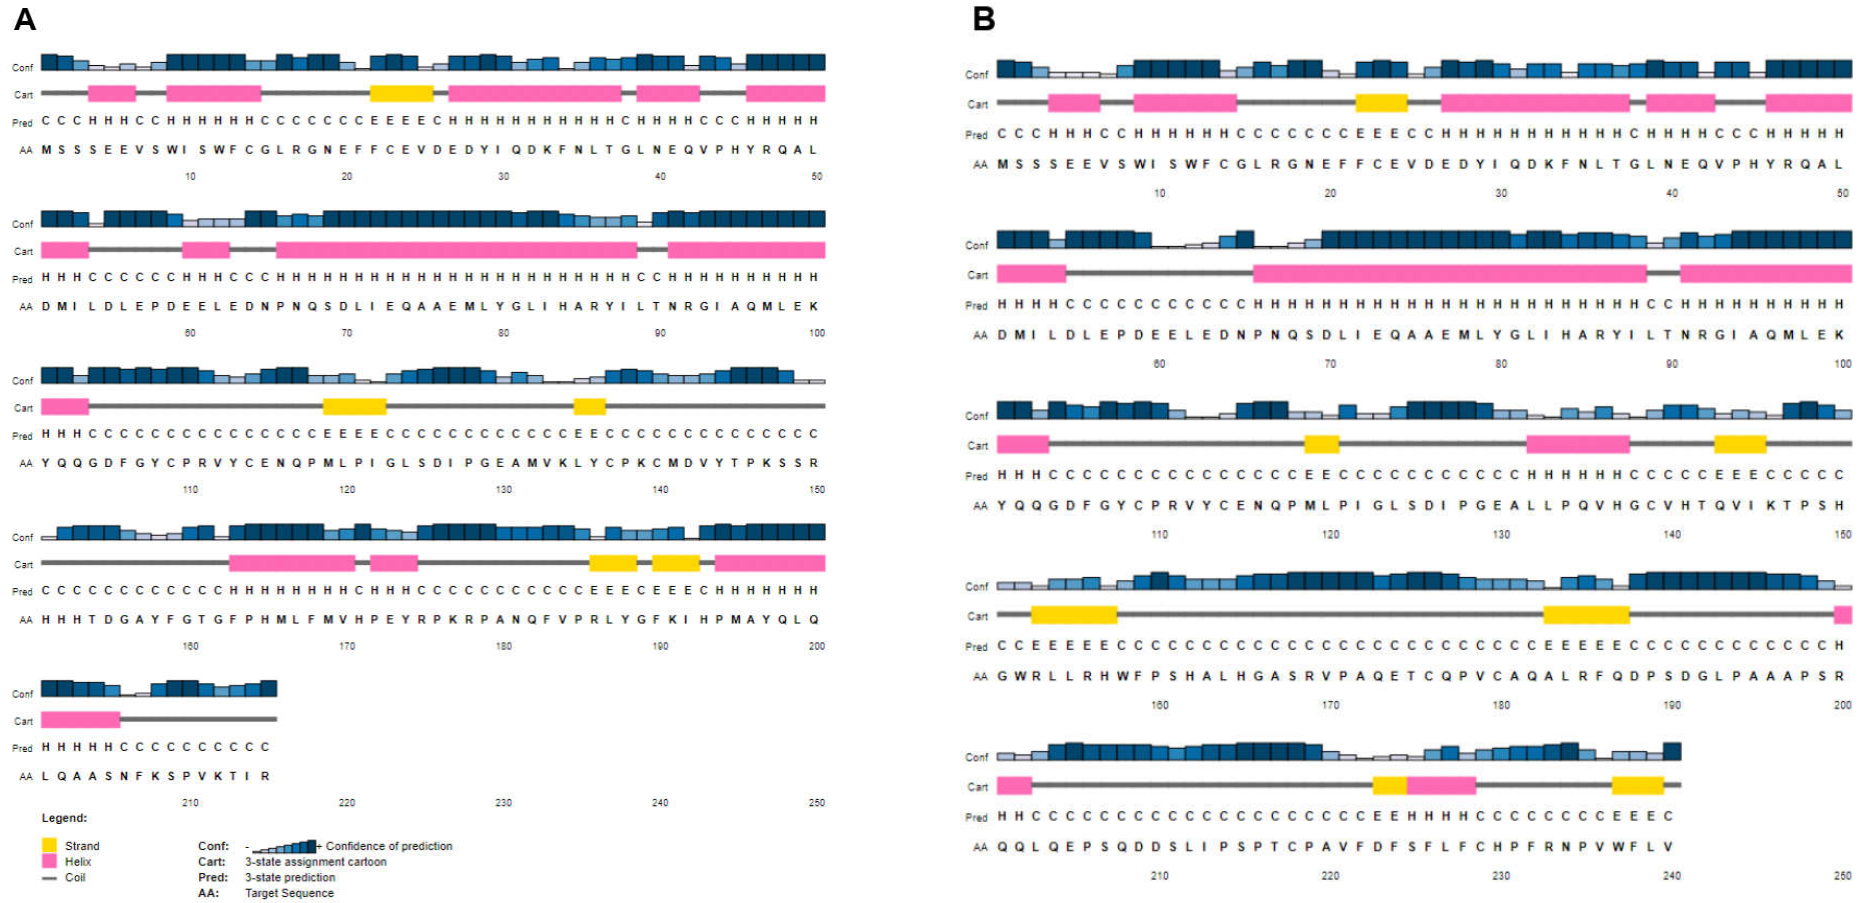 A
Conf
Cart
Pred C C C H H H C C H H H H H H C C C C C C C E E E E C H H H H H H H H H H H C H H H H C C C H H H H H
AA M S S S E E V S W I S W F C G L R G N E F F C E V D E D Y I Q D K F N L T G L N E Q V P H Y R Q A L
10 20 30 40 50
Conf
Cart
Pred H H H C C C C C C H H H C C C H H H H H H H H H H H H H H H H H H H H H H H C C H H H H H H H H H H
AA D M I L D L E P D E E L E D N P N Q S D L I E Q A A E M L Y G L I H A R Y I L T N R G I A Q M L E K
60 70 80 90 100
Conf
Cart
Pred H H H C C C C C C C C C C C C C C C E E E E C C C C C C C C C C C C E E C C C C C C C C C C C C C C
AA Y Q Q G D F G Y C P R V Y C E N Q P M L P I G L S D I P G E A M V K L Y C P K C M D V Y T P K S S R
110 120 130 140 150
Conf
Cart
Pred C C C C C C C C C C C C H H H H H H H H C H H H C C C C C C C C C C C E E E C E E E C H H H H H H H
AA H H H T D G A Y F G T G F P H M L F M V H P E Y R P K R P A N Q F V P R L Y G F K I H P M A Y Q L Q
160 170 180 190 200
Conf
Cart
Pred H H H H H C C C C C C C C C C
AA L Q A A S N F K S P V K T I R
210 220 230 240 250
Legend:
Strand
Helix
Coil
Conf: - + Confidence of prediction
Cart: 3-state assignment cartoon
Pred: 3-state prediction
AA: Target Sequence
B
Conf
Cart
Pred C C C H H H C C H H H H H H C C C C C C C E E E C C H H H H H H H H H H H C H H H H C C C H H H H H
AA M S S S E E V S W I S W F C G L R G N E F F C E V D E D Y I Q D K F N L T G L N E Q V P H Y R Q A L
10 20 30 40 50
Conf
Cart
Pred H H H H C C C C C C C C C C C H H H H H H H H H H H H H H H H H H H H H H H C C H H H H H H H H H H
AA D M I L D L E P D E E L E D N P N Q S D L I E Q A A E M L Y G L I H A R Y I L T N R G I A Q M L E K
60 70 80 90 100
Conf
Cart
Pred H H H C C C C C C C C C C C C C C C E E C C C C C C C C C C C H H H H H H C C C C C E E E C C C C C
AA Y Q Q G D F G Y C P R V Y C E N Q P M L P I G L S D I P G E A L L P Q V H G C V H T Q V I K T P S H
110 120 130 140 150
Conf
Cart
Pred C C E E E E E C C C C C C C C C C C C C C C C C C C C C C C C C E E E E E C C C C C C C C C C C C H
AA G W R L L R H W F P S H A L H G A S R V P A Q E T C Q P V C A Q A L R F Q D P S D G L P A A A P S R
160 170 180 190 200
Conf
Cart
Pred H H C C C C C C C C C C C C C C C C C C C C E E H H H H C C C C C C C C E E E C
AA Q Q L Q E P S Q D D S L I P S P T C P A V F D F S F L F C H P F R N P V W F L V
210 220 230 240 250